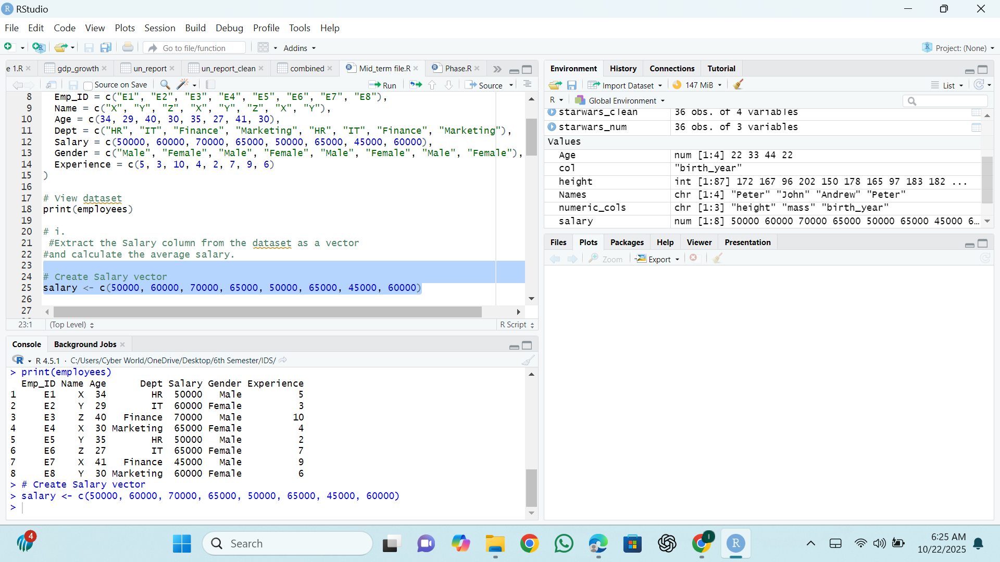 RStudio
File Edit Code View Plots Session Build Debug Profile Tools Help
Go to file/function Addins Project: (None)
e 1.R gdp_growth un_report un_report_clean combined Mid_term file.R Phase.R
Source on Save Run Source
8 Emp_ID = c("E1", "E2", "E3", "E4", "E5", "E6", "E7", "E8"),
9 Name = c("X", "Y", "Z", "X", "Y", "Z", "X", "Y"),
10 Age = c(34, 29, 40, 30, 35, 27, 41, 30),
11 Dept = c("HR", "IT", "Finance", "Marketing", "HR", "IT", "Finance", "Marketing"),
12 Salary = c(50000, 60000, 70000, 65000, 50000, 65000, 45000, 60000),
13 Gender = c("Male", "Female", "Male", "Female", "Male", "Female", "Male", "Female"),
14 Experience = c(5, 3, 10, 4, 2, 7, 9, 6)
15 )
16
17 # View dataset
18 print(employees)
19
20 # i.
21 #Extract the Salary column from the dataset as a vector
22 #and calculate the average salary.
23
24 # Create Salary vector
25 salary <- c(50000, 60000, 70000, 65000, 50000, 65000, 45000, 60000)
26
27
23:1 (Top Level) R Script
Console Background Jobs
R 4.5.1 · C:/Users/Cyber World/OneDrive/Desktop/6th Semester/IDS/
> print(employees)
Emp_ID Name Age Dept Salary Gender Experience
1 E1 X 34 HR 50000 Male 5
2 E2 Y 29 IT 60000 Female 3
3 E3 Z 40 Finance 70000 Male 10
4 E4 X 30 Marketing 65000 Female 4
5 E5 Y 35 HR 50000 Male 2
6 E6 Z 27 IT 65000 Female 7
7 E7 X 41 Finance 45000 Male 9
8 E8 Y 30 Marketing 60000 Female 6
> # Create Salary vector
> salary <- c(50000, 60000, 70000, 65000, 50000, 65000, 45000, 60000)
>
Environment History Connections Tutorial
Import Dataset 147 MiB List
R Global Environment
starwars_clean 36 obs. of 4 variables
starwars_num 36 obs. of 3 variables
Values
Age num [1:4] 22 33 44 22
col "birth_year"
height int [1:87] 172 167 96 202 150 178 165 97 183 182 ...
Names chr [1:4] "Peter" "John" "Andrew" "Peter"
numeric_cols chr [1:3] "height" "mass" "birth_year"
salary num [1:8] 50000 60000 70000 65000 50000 65000 45000 6...
Files Plots Packages Help Viewer Presentation
Zoom Export
4
Search
6:25 AM
10/22/2025